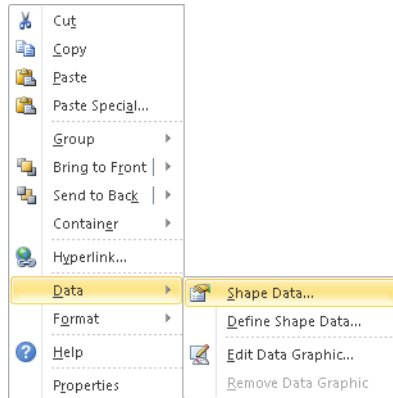 Cut
Copy
Paste
Paste Special...
Group
Bring to Front
Send to Back
Container
Hyperlink...
Data
Format
Help
Properties
Shape Data...
Define Shape Data...
Edit Data Graphic...
Remove Data Graphic